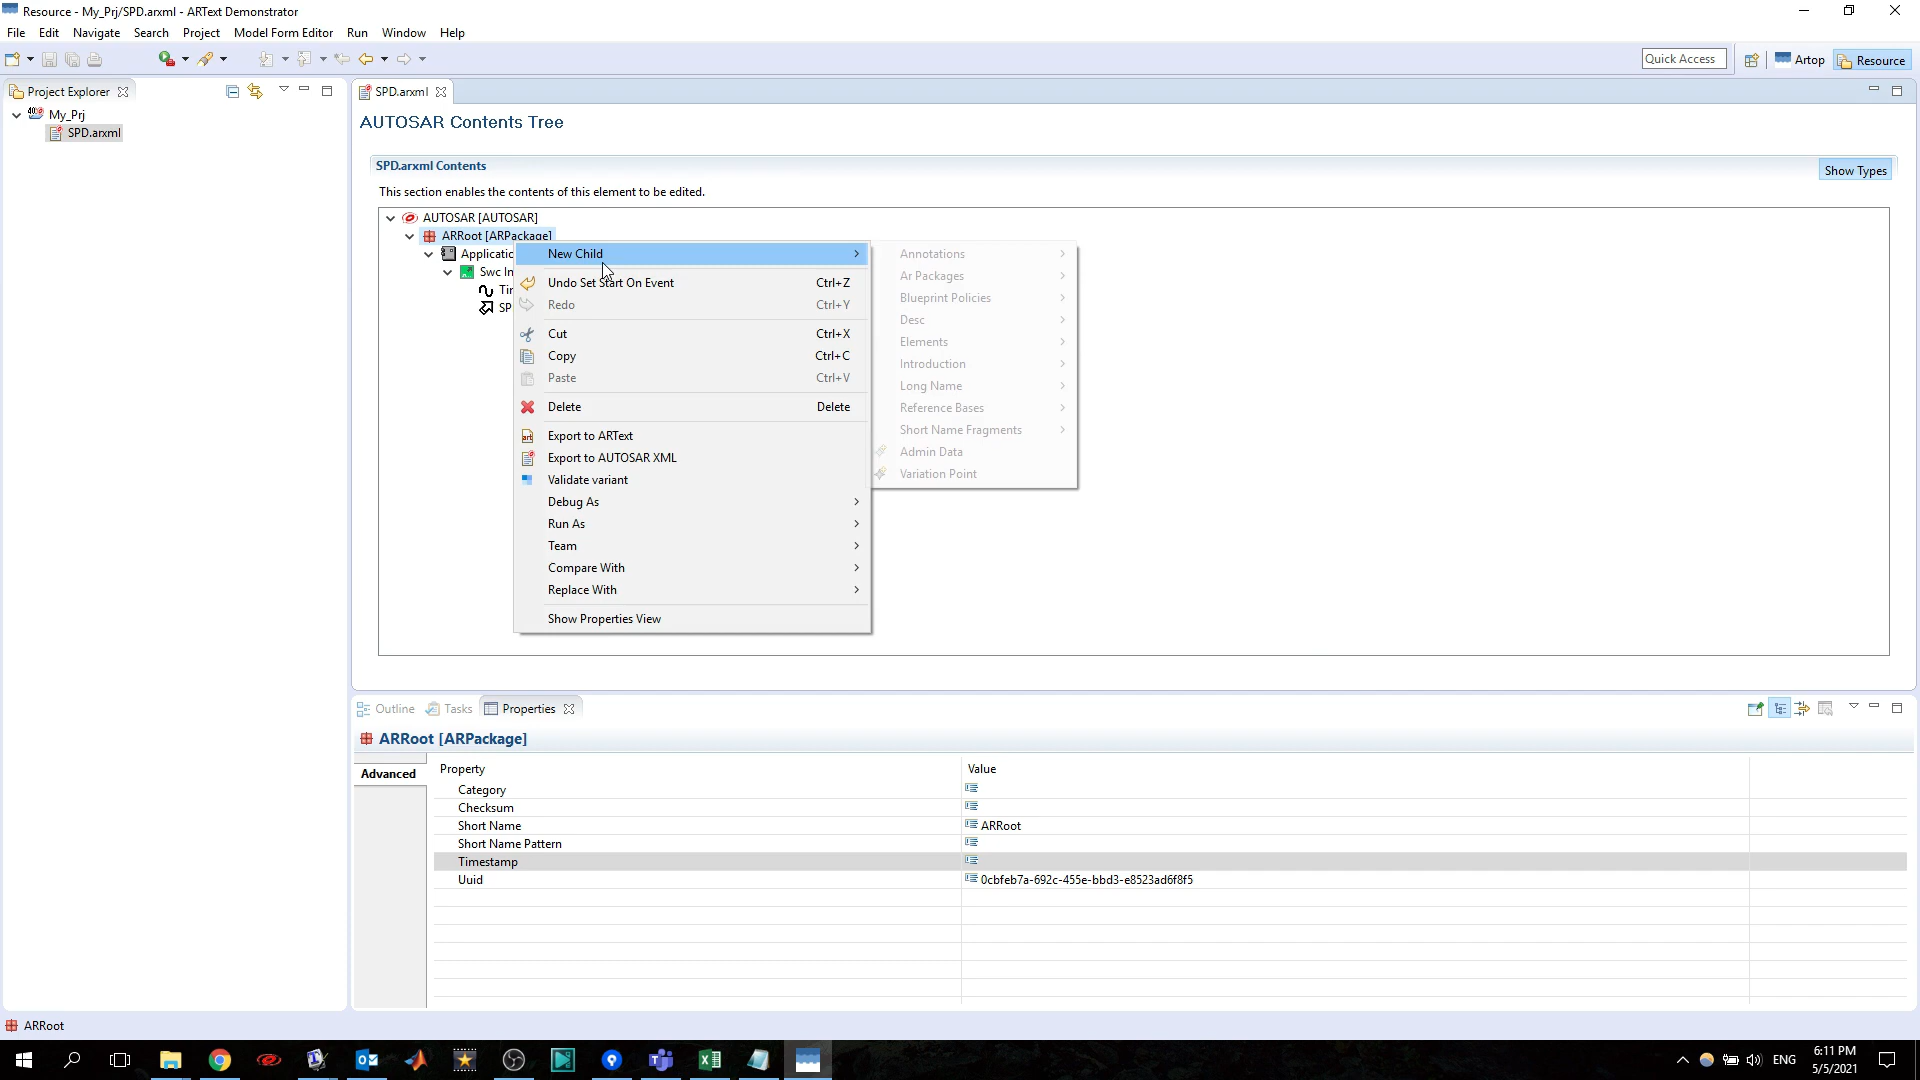 Resource - My_Prj/SPD.arxml - ARText Demonstrator
File Edit Navigate Search Project Run Model Form Editor Window Help
Quick Access
Artop
Resource
Project Explorer
My_Prj
SPD.arxml
SPD.arxml
AUTOSAR Contents Tree
SPD.arxml Contents
Show Types
This section enables the contents of this element to be edited.
AUTOSAR [AUTOSAR]
ARRoot [ARPackage]
Applicatio
Swc In
Tir
SP
New Child
Undo Set Start On Event Ctrl+Z
Redo Ctrl+Y
Cut Ctrl+X
Copy Ctrl+C
Paste Ctrl+V
Delete Delete
Export to ARText
Export to AUTOSAR XML
Validate variant
Debug As
Run As
Team
Compare With
Replace With
Show Properties View
Annotations
Ar Packages
Blueprint Policies
Desc
Elements
Introduction
Long Name
Reference Bases
Short Name Fragments
Admin Data
Variation Point
Outline Tasks Properties
ARRoot [ARPackage]
Advanced
Property Value
Category
Checksum
Short Name ARRoot
Short Name Pattern
Timestamp
Uuid 0cbfeb7a-692c-455e-bbd3-e8523ad6f8f5
ARRoot
ENG
6:11 PM
5/5/2021